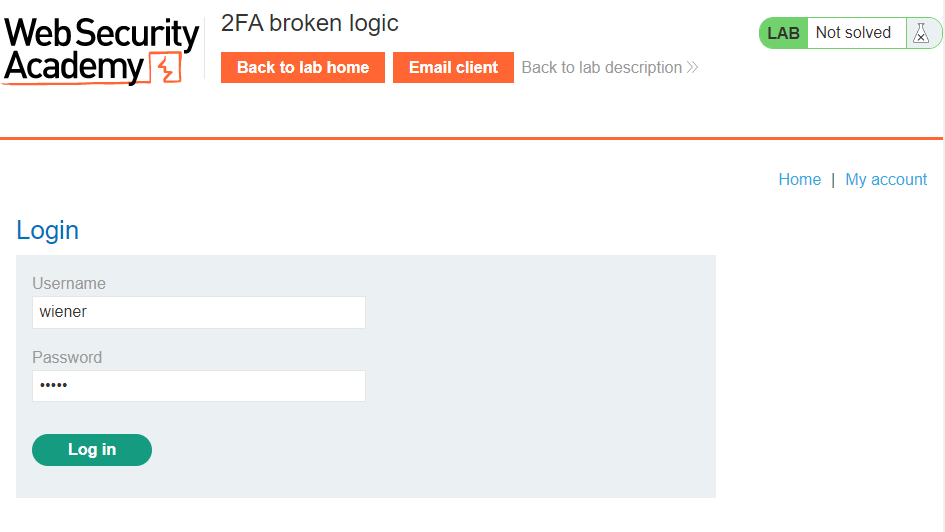 Web Security
Academy
2FA broken logic
Back to lab home
Email client
Back to lab description
LAB
Not solved
Home | My account
Login
Username
wiener
Password
•••••
Log in